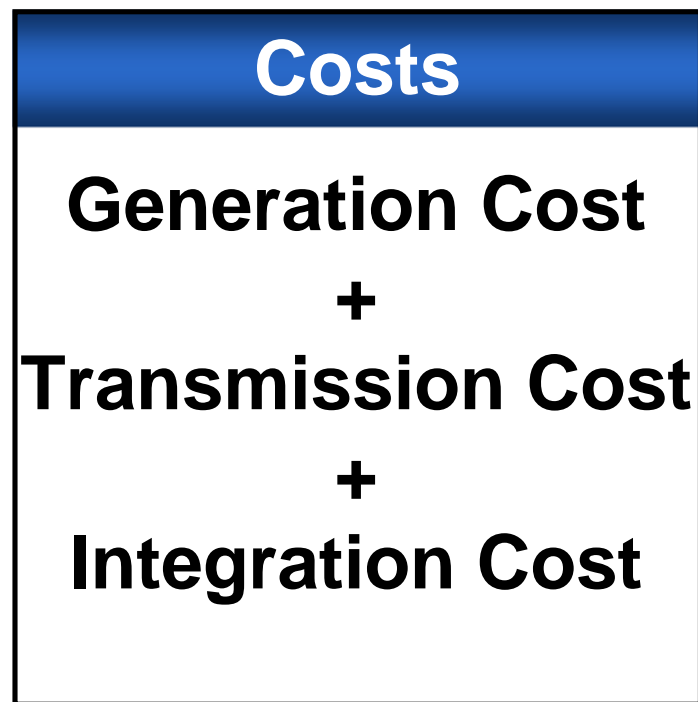 Costs
Generation Cost
+
Transmission Cost
+
Integration Cost